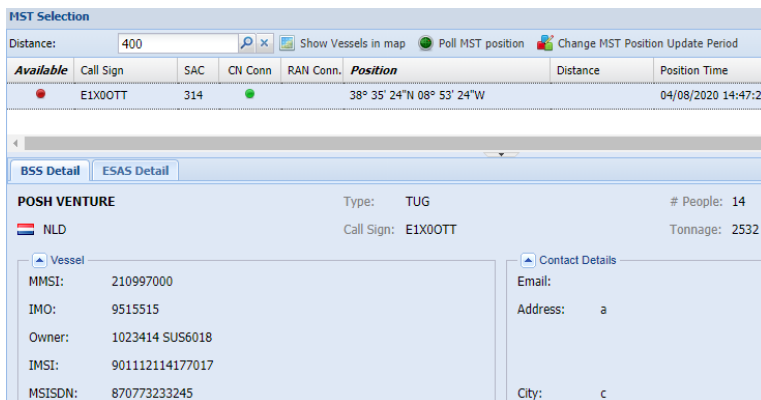 MST Selection
Distance: 400 Show Vessels in map Poll MST position Change MST Position Update Period
Available Call Sign SAC CN Conn RAN Conn. Position Distance Position Time
E1X0OTT 314 38º 35' 24"N 08º 53' 24"W 04/08/2020 14:47:2
BSS Detail ESAS Detail
POSH VENTURE Type: TUG # People: 14
NLD Call Sign: E1X0OTT Tonnage: 2532
Vessel Contact Details
MMSI: 210997000 Email:
IMO: 9515515 Address: a
Owner: 1023414 SUS6018
IMSI: 901112114177017
MSISDN: 870773233245 City: c